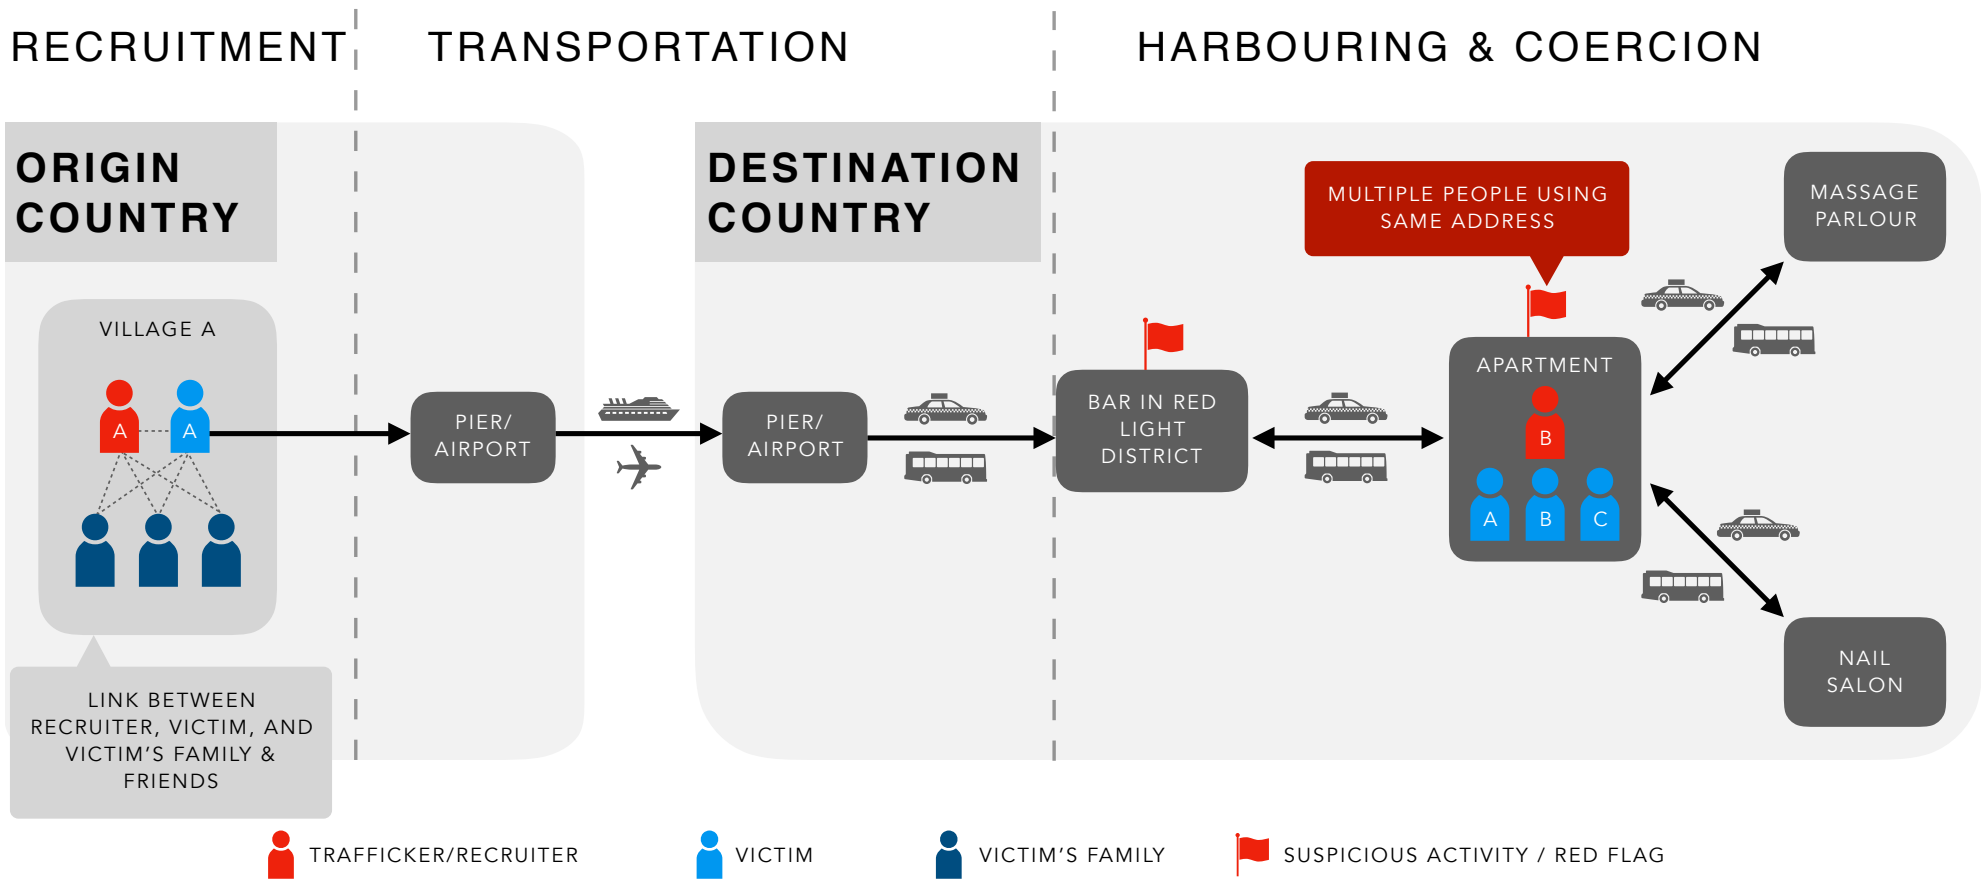 RECRUITMENT
TRANSPORTATION
HARBOURING & COERCION
ORIGIN
COUNTRY
DESTINATION
COUNTRY
MULTIPLE PEOPLE USING
SAME ADDRESS
MASSAGE
PARLOUR
VILLAGE A
A
A
PIER/
AIRPORT
PIER/
AIRPORT
BAR IN RED
LIGHT
DISTRICT
APARTMENT
B
A
B
C
NAIL
SALON
LINK BETWEEN
RECRUITER, VICTIM, AND
VICTIM'S FAMILY &
FRIENDS
TRAFFICKER/RECRUITER
VICTIM
VICTIM'S FAMILY
SUSPICIOUS ACTIVITY / RED FLAG